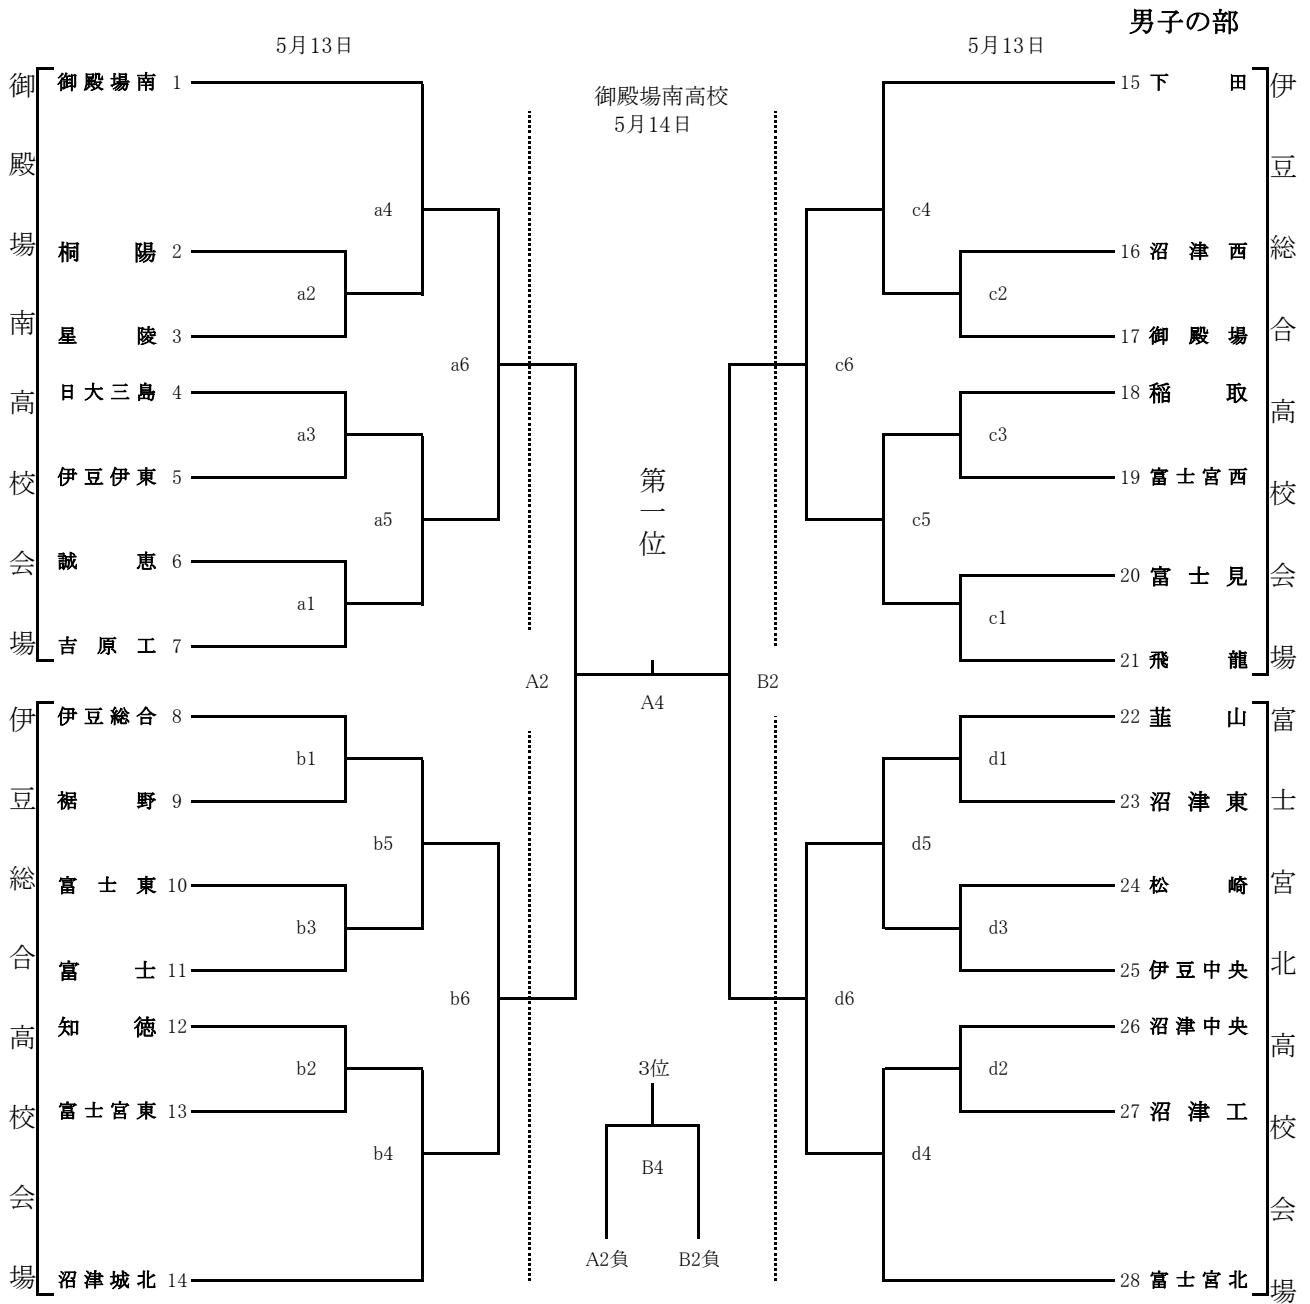 男子の部
5月13日
5月13日
御殿場南高校
5月14日
御殿場南高校会場
御殿場南 1
桐陽 2
星陵 3
日大三島 4
伊豆伊東 5
誠恵 6
吉原工 7
a4
a2
a6
a3
a5
a1
伊豆総合高校会場
伊豆総合 8
裾野 9
富士東 10
富士 11
知徳 12
富士宮東 13
沼津城北 14
b1
b5
b3
b6
b2
b4
第一位
A2
A4
B2
3位
B4
A2負
B2負
伊豆総合高校会場
15 下田
16 沼津西
17 御殿場
18 稲取
19 富士宮西
20 富士見
21 飛龍
c4
c2
c6
c3
c5
c1
富士宮北高校会場
22 韮山
23 沼津東
24 松崎
25 伊豆中央
26 沼津中央
27 沼津工
28 富士宮北
d1
d5
d3
d6
d2
d4